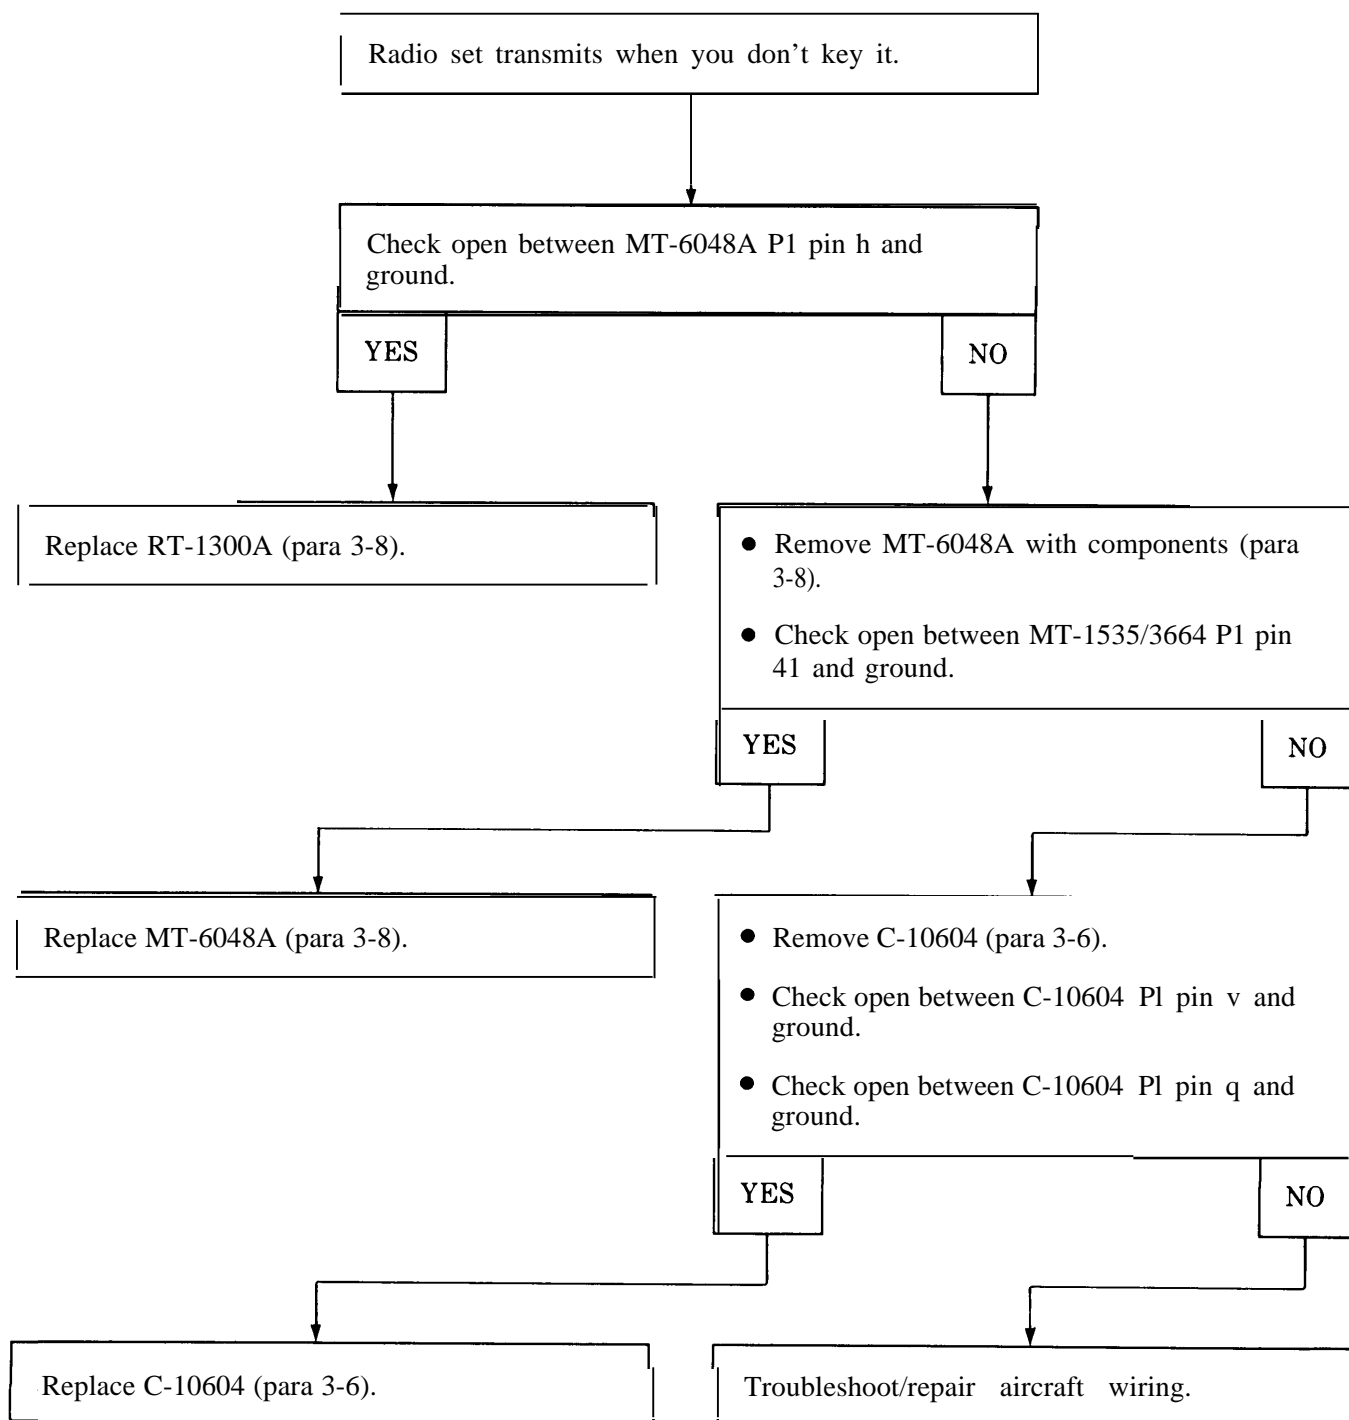 Radio set transmits when you don't key it.
Check open between MT-6048A P1 pin h and
ground.
YES
NO
Replace RT-1300A (para 3-8).
● Remove MT-6048A with components (para
3-8).
● Check open between MT-1535/3664 P1 pin
41 and ground.
YES
NO
Replace MT-6048A (para 3-8).
● Remove C-10604 (para 3-6).
● Check open between C-10604 Pl pin v and
ground.
● Check open between C-10604 Pl pin q and
ground.
YES
NO
Replace C-10604 (para 3-6).
Troubleshoot/repair aircraft wiring.